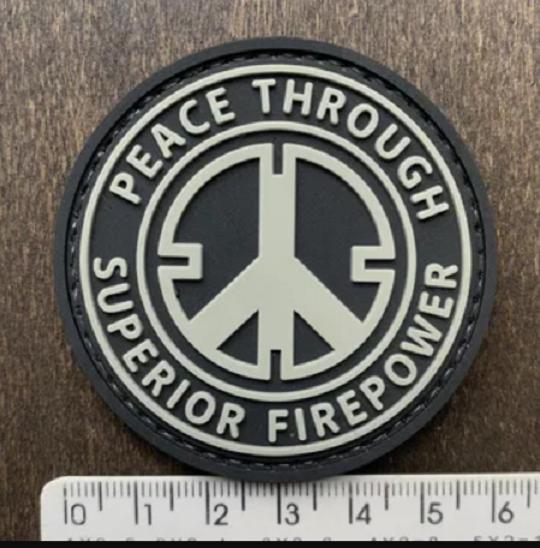 PEACE THROUGH
SUPERIOR FIREPOWER
0 1 2 3 4 5 6